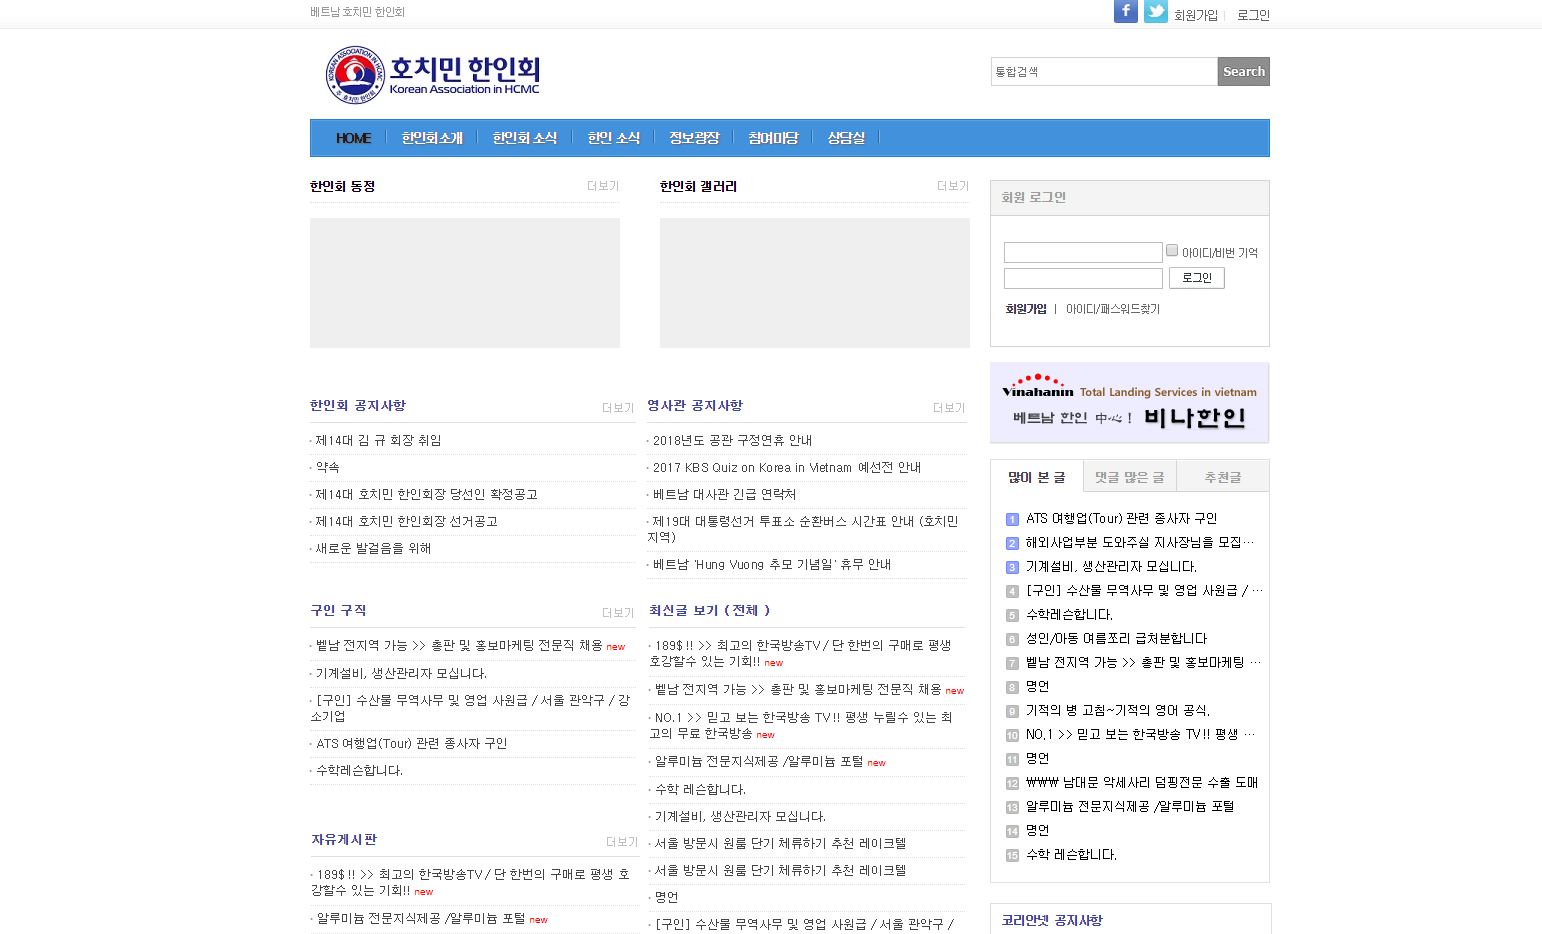 베트남 호치민 한인회
f
회원가입 | 로그인
KOREAN ASSOCIATION IN HCMC
호치민 한인회
Korean Association in HCMC
통합검색 Search
HOME 한인회소개 한인회 소식 한인 소식 정보광장 참여마당 상담실
한인회 동정 더보기
한인회 갤러리 더보기
회원 로그인
아이디/비번 기억
로그인
회원가입 | 아이디/패스워드찾기
Vinahanin Total Landing Services in vietnam
베트남 한인 中心 ! 비나한인
한인회 공지사항 더보기
· 제14대 김 규 회장 취임
· 약속
· 제14대 호치민 한인회장 당선인 확정공고
· 제14대 호치민 한인회장 선거공고
· 새로운 발걸음을 위해
영사관 공지사항 더보기
· 2018년도 공관 구정연휴 안내
· 2017 KBS Quiz on Korea in Vietnam 예선전 안내
· 베트남 대사관 긴급 연락처
· 제19대 대통령선거 투표소 순환버스 시간표 안내 (호치민
지역)
· 베트남 'Hung Vuong 추모 기념일' 휴무 안내
많이 본 글 댓글 많은 글 추천글
1 ATS 여행업(Tour) 관련 종사자 구인
2 해외사업부분 도와주실 지사장님을 모집…
3 기계설비, 생산관리자 모십니다.
4 [구인] 수산물 무역사무 및 영업 사원급 / …
5 수학레슨합니다.
6 성인/아동 여름쪼리 급처분합니다
7 벹남 전지역 가능 >> 총판 및 홍보마케팅 …
8 명언
9 기적의 병 고침~기적의 영어 공식.
10 NO.1 >> 믿고 보는 한국방송 TV!! 평생 …
11 명언
12 ₩₩₩ 남대문 악세사리 덤핑전문 수출 도매
13 알루미늄 전문지식제공 /알루미늄 포털
14 명언
15 수학 레슨합니다.
구인 구직 더보기
· 벹남 전지역 가능 >> 총판 및 홍보마케팅 전문직 채용 new
· 기계설비, 생산관리자 모십니다.
· [구인] 수산물 무역사무 및 영업 사원급 / 서울 관악구 / 강
소기업
· ATS 여행업(Tour) 관련 종사자 구인
· 수학레슨합니다.
최신글 보기 ( 전체 )
· 189$!! >> 최고의 한국방송TV / 단 한번의 구매로 평생
호강할수 있는 기회!! new
· 벹남 전지역 가능 >> 총판 및 홍보마케팅 전문직 채용 new
· NO.1 >> 믿고 보는 한국방송 TV!! 평생 누릴수 있는 최
고의 무료 한국방송 new
· 알루미늄 전문지식제공 /알루미늄 포털 new
· 수학 레슨합니다.
· 기계설비, 생산관리자 모십니다.
· 서울 방문시 원룸 단기 체류하기 추천 레이크텔
· 서울 방문시 원룸 단기 체류하기 추천 레이크텔
· 명언
· [구인] 수산물 무역사무 및 영업 사원급 / 서울 관악구 /
자유게시판 더보기
· 189$!! >> 최고의 한국방송TV / 단 한번의 구매로 평생 호
강할수 있는 기회!! new
· 알루미늄 전문지식제공 /알루미늄 포털 new
코리안넷 공지사항